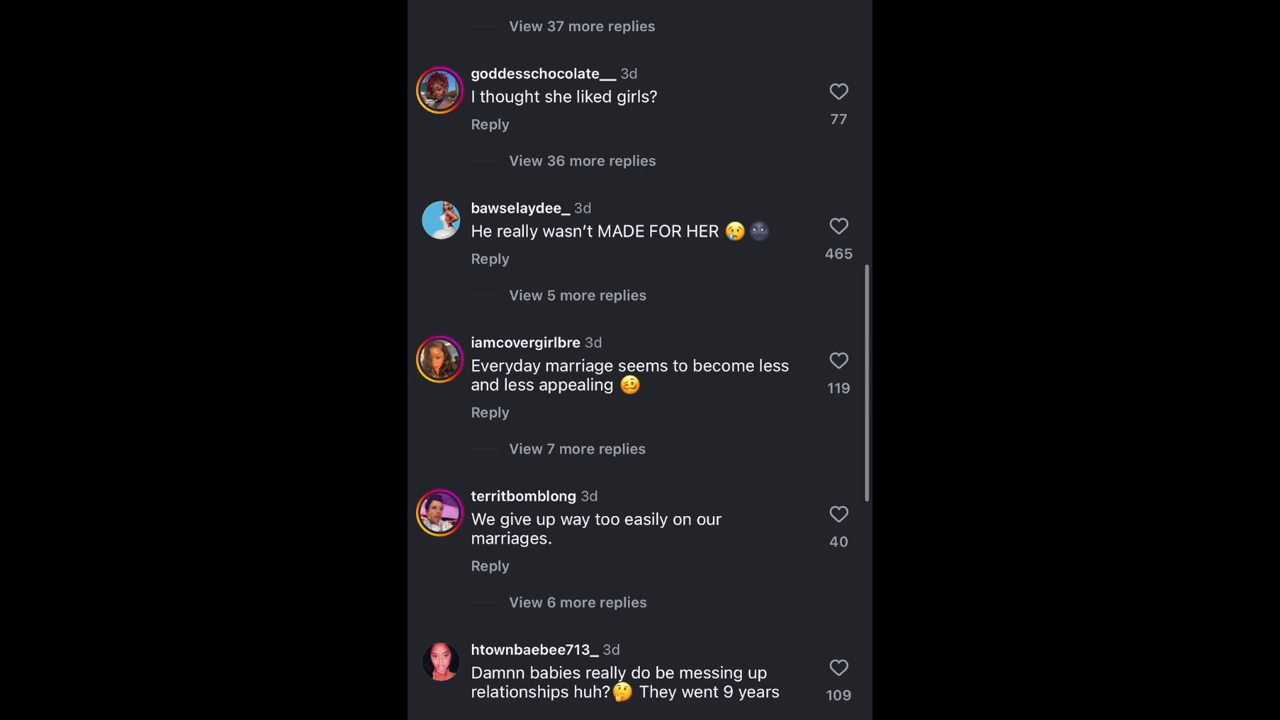 View 37 more replies
goddesschocolate__ 3d
I thought she liked girls?
77
Reply
View 36 more replies
bawselaydee_ 3d
He really wasn’t MADE FOR HER 😢🌚
465
Reply
View 5 more replies
iamcovergirlbre 3d
Everyday marriage seems to become less
and less appealing 🥴
119
Reply
View 7 more replies
territbomblong 3d
We give up way too easily on our
marriages.
40
Reply
View 6 more replies
htownbaebee713_ 3d
Damnn babies really do be messing up
relationships huh?🤔 They went 9 years
109